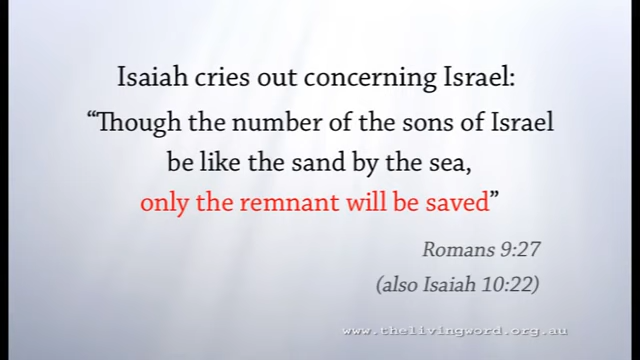 Isaiah cries out concerning Israel:
“Though the number of the sons of Israel
be like the sand by the sea,
only the remnant will be saved”
Romans 9:27
(also Isaiah 10:22)
www.thelivingword.org.au